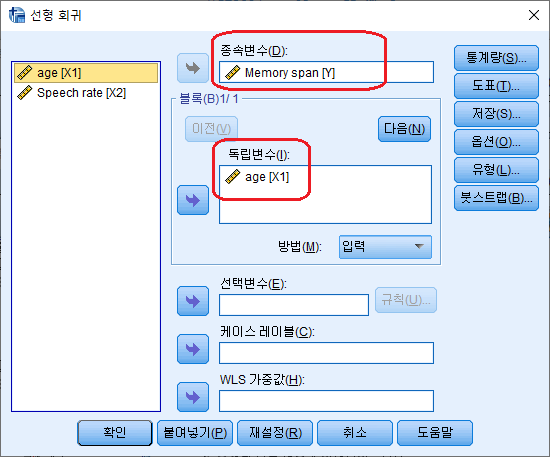 선형 회귀
종속변수(D):
age [X1]
Speech rate [X2]
Memory span [Y]
블록(B)1/ 1
이전(V)
다음(N)
독립변수(I):
age [X1]
방법(M):
입력
선택변수(E):
규칙(U)...
케이스 레이블(C):
WLS 가중값(H):
통계량(S)...
도표(T)...
저장(S)...
옵션(O)...
유형(L)...
붓스트랩(B)...
확인
붙여넣기(P)
재설정(R)
취소
도움말